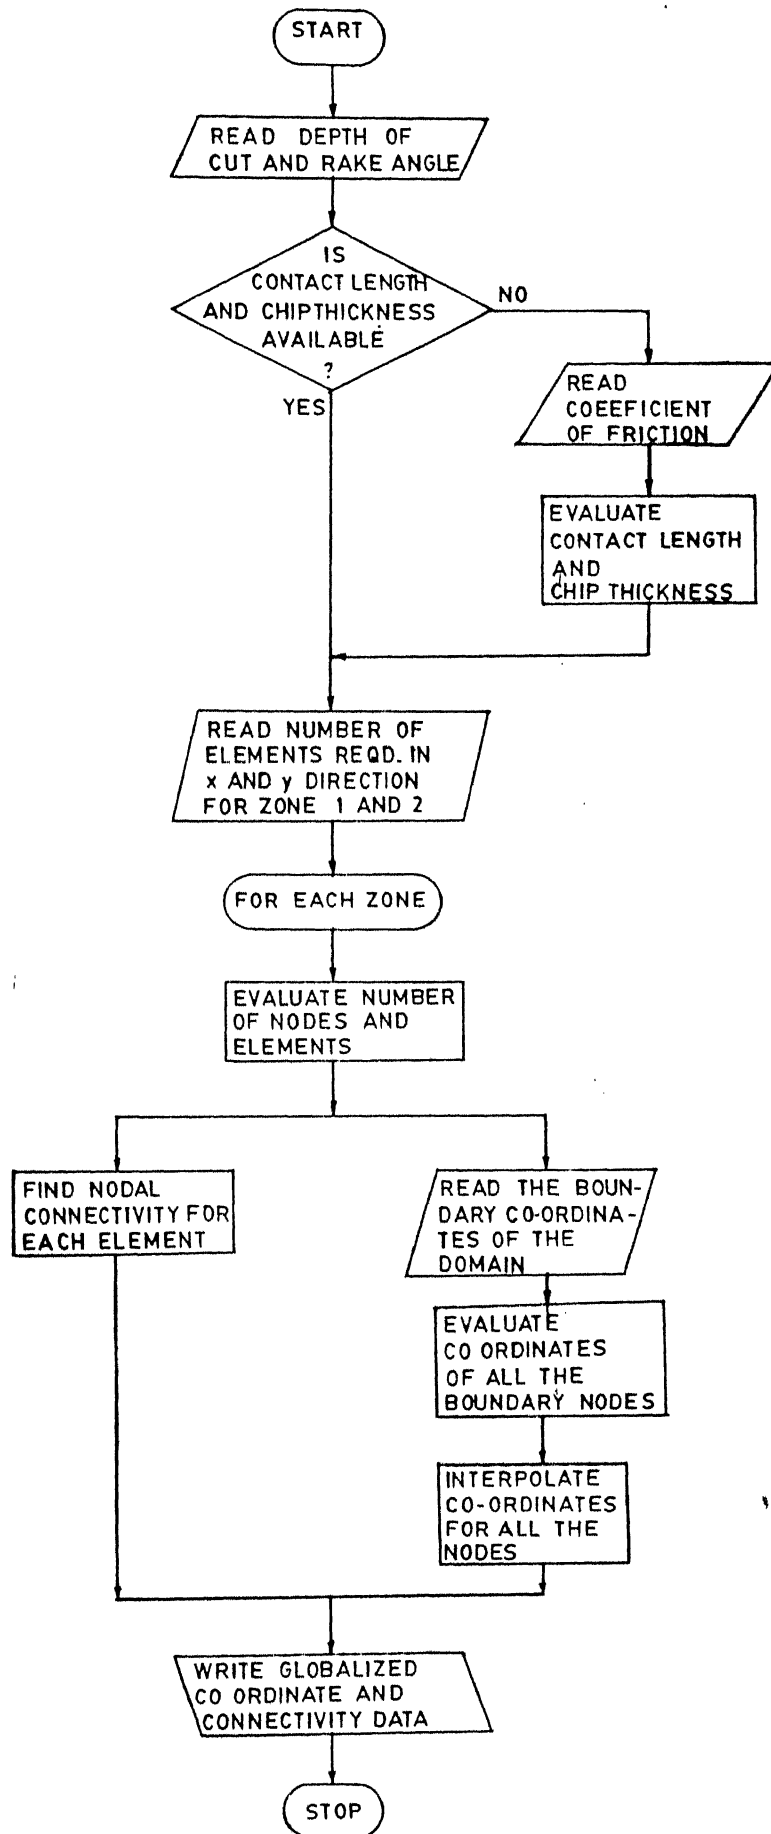 START
READ DEPTH OF
CUT AND RAKE ANGLE
IS
CONTACT LENGTH
AND CHIPTHICKNESS
AVAILABLE
?
NO
YES
READ
COEEFICIENT
OF FRICTION
EVALUATE
CONTACT LENGTH
AND
CHIP THICKNESS
READ NUMBER OF
ELEMENTS REQD. IN
x AND y DIRECTION
FOR ZONE 1 AND 2
FOR EACH ZONE
EVALUATE NUMBER
OF NODES AND
ELEMENTS
FIND NODAL
CONNECTIVITY FOR
EACH ELEMENT
READ THE BOUN-
DARY CO-ORDINA-
TES OF THE
DOMAIN
EVALUATE
CO ORDINATES
OF ALL THE
BOUNDARY NODES
INTERPOLATE
CO-ORDINATES
FOR ALL THE
NODES
WRITE GLOBALIZED
CO ORDINATE AND
CONNECTIVITY DATA
STOP